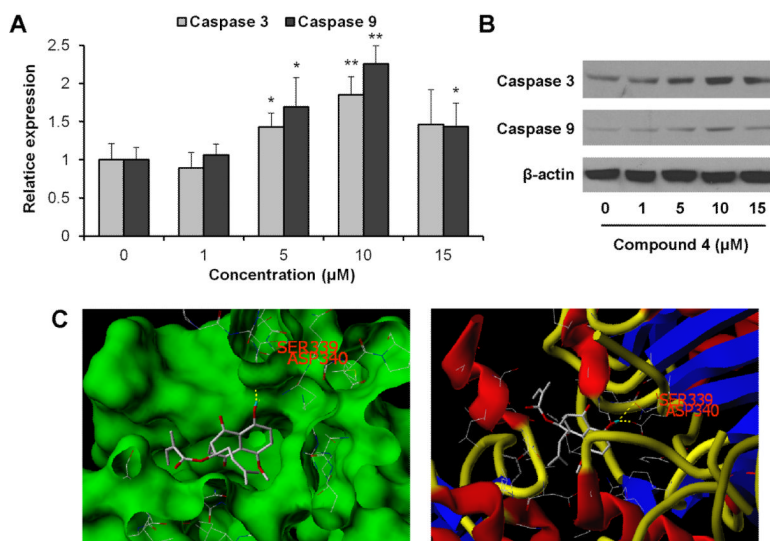 A
Caspase 3 Caspase 9
Relatice expression
2.5
2
1.5
1
0.5
0
*
*
**
**
*
0 1 5 10 15
Concentration (µM)
B
Caspase 3
Caspase 9
β-actin
0 1 5 10 15
Compound 4 (µM)
C
SER339
ASP340
SER339
ASP340